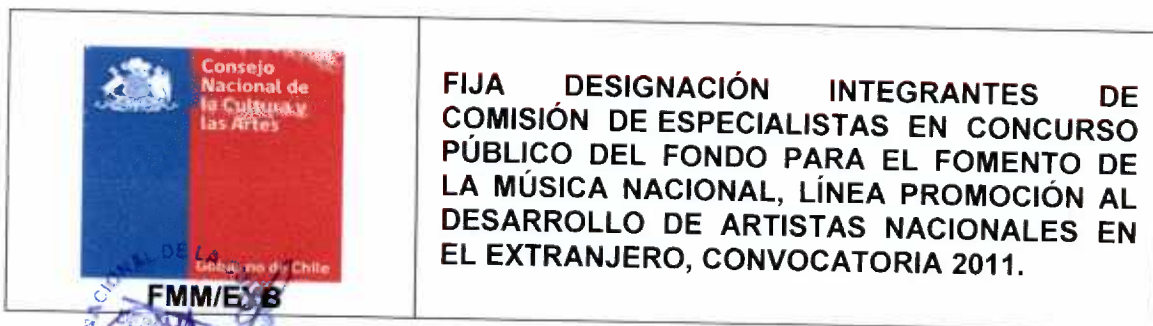 Consejo
Nacional de
la Cultura y
las Artes
Gobierno de Chile
FMM/EXB
FIJA DESIGNACIÓN INTEGRANTES DE
COMISIÓN DE ESPECIALISTAS EN CONCURSO
PÚBLICO DEL FONDO PARA EL FOMENTO DE
LA MÚSICA NACIONAL, LÍNEA PROMOCIÓN AL
DESARROLLO DE ARTISTAS NACIONALES EN
EL EXTRANJERO, CONVOCATORIA 2011.